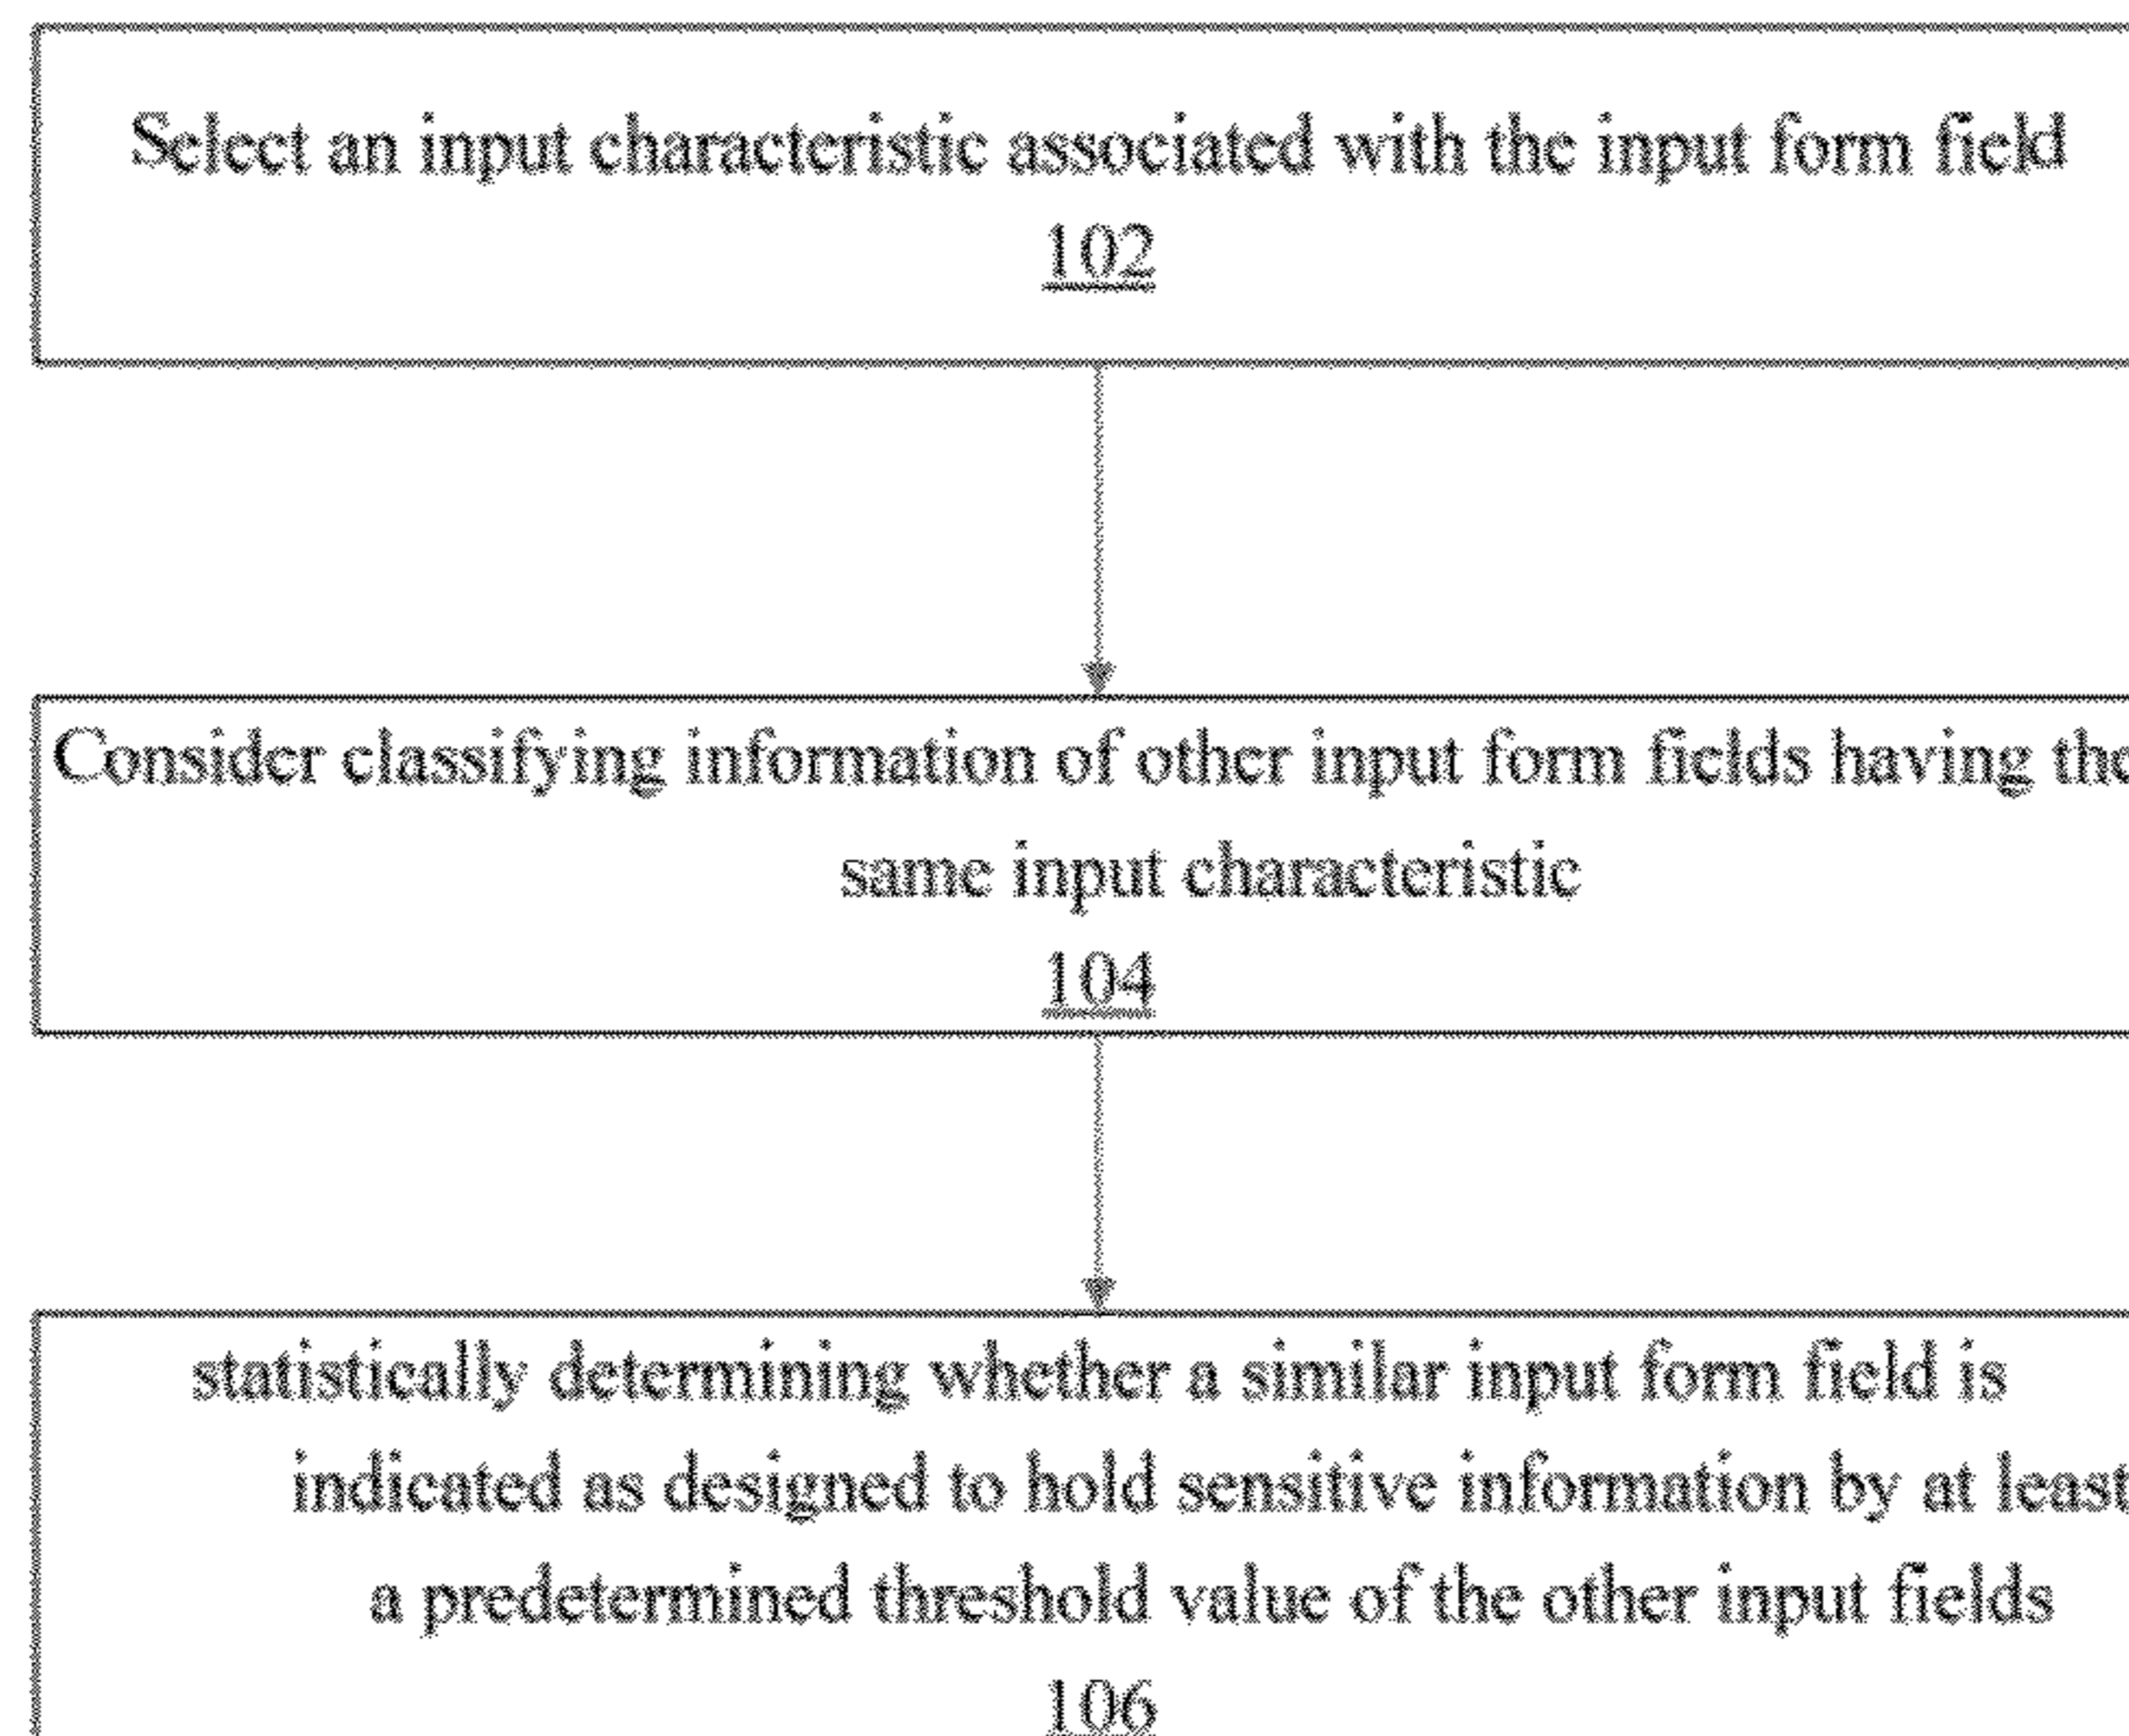 Select an input characteristic associated with the input form field
102
Consider classifying information of other input form fields having the
same input characteristic
104
statistically determining whether a similar input form field is
indicated as designed to hold sensitive information by at least
a predetermined threshold value of the other input fields
106